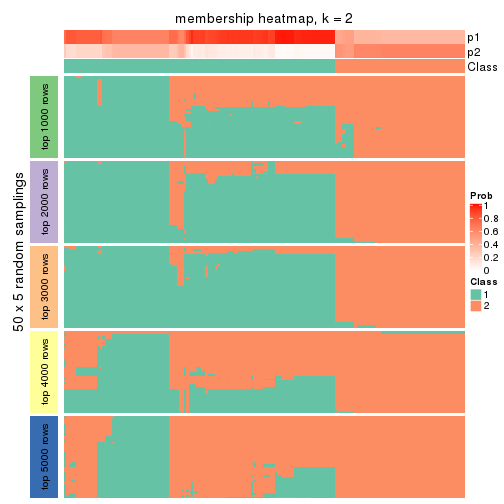 membership heatmap, k = 2
p1
p2
Class
50 x 5 random samplings
top 1000 rows
top 2000 rows
top 3000 rows
top 4000 rows
top 5000 rows
Prob
1
0.8
0.6
0.4
0.2
0
Class
1
2